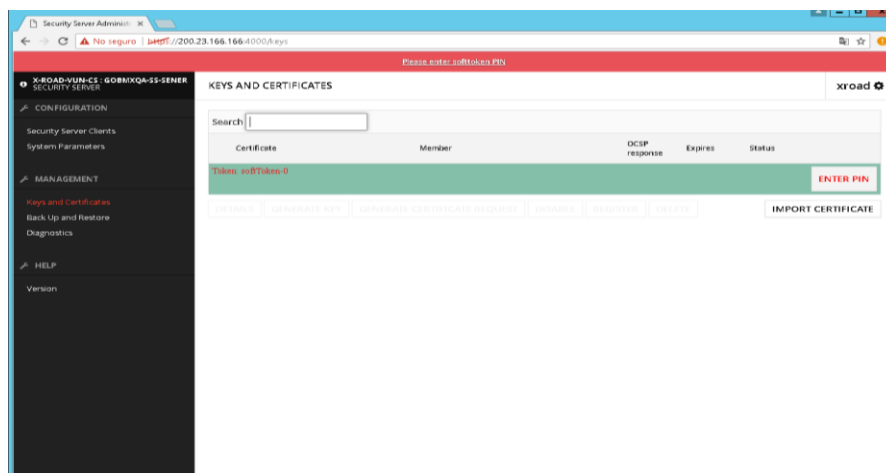 Security Server Administ
No seguro | https://200.23.166.166:4000/keys
Please enter softtoken PIN
X-ROAD-VUN-CS : GOBMXQA-SS-SENER
SECURITY SERVER
KEYS AND CERTIFICATES
xroad
CONFIGURATION
Security Server Clients
System Parameters
MANAGEMENT
Keys and Certificates
Back Up and Restore
Diagnostics
HELP
Version
Search
Certificate Member OCSP response Expires Status
Token: softToken-0
ENTER PIN
DETAILS GENERATE KEY GENERATE CERTIFICATE REQUEST DISABLE REGISTER DELETE
IMPORT CERTIFICATE